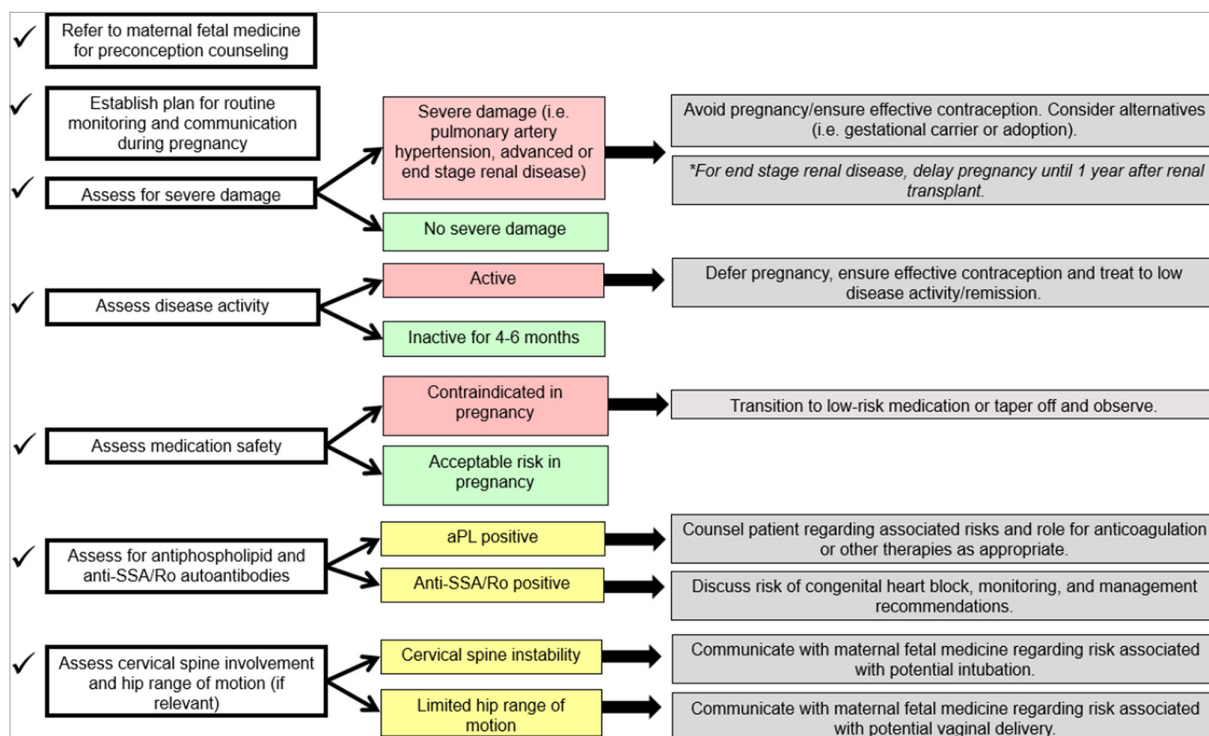 Refer to maternal fetal medicine
for preconception counseling
Establish plan for routine
monitoring and communication
during pregnancy
Assess for severe damage
Severe damage (i.e.
pulmonary artery
hypertension, advanced or
end stage renal disease)
Avoid pregnancy/ensure effective contraception. Consider alternatives
(i.e. gestational carrier or adoption).
*For end stage renal disease, delay pregnancy until 1 year after renal
transplant.
No severe damage
Assess disease activity
Active
Defer pregnancy, ensure effective contraception and treat to low
disease activity/remission.
Inactive for 4-6 months
Assess medication safety
Contraindicated in
pregnancy
Transition to low-risk medication or taper off and observe.
Acceptable risk in
pregnancy
Assess for antiphospholipid and
anti-SSA/Ro autoantibodies
aPL positive
Counsel patient regarding associated risks and role for anticoagulation
or other therapies as appropriate.
Anti-SSA/Ro positive
Discuss risk of congenital heart block, monitoring, and management
recommendations.
Assess cervical spine involvement
and hip range of motion (if
relevant)
Cervical spine instability
Communicate with maternal fetal medicine regarding risk associated
with potential intubation.
Limited hip range of
motion
Communicate with maternal fetal medicine regarding risk associated
with potential vaginal delivery.